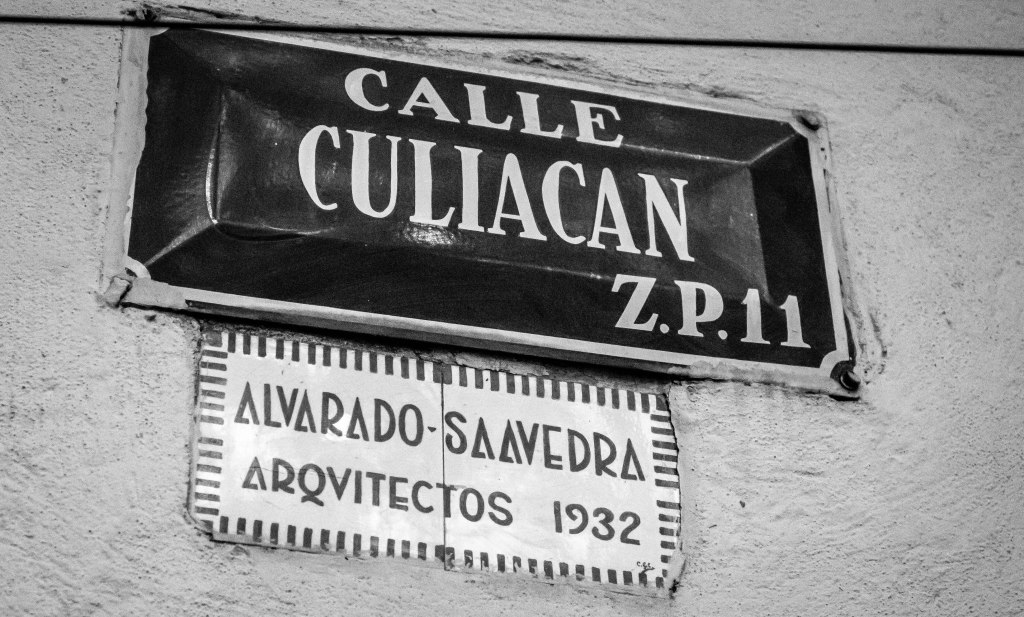 CALLE
CULIACAN
Z.P.11
ALVARADO-SAAVEDRA
ARQVITECTOS 1932